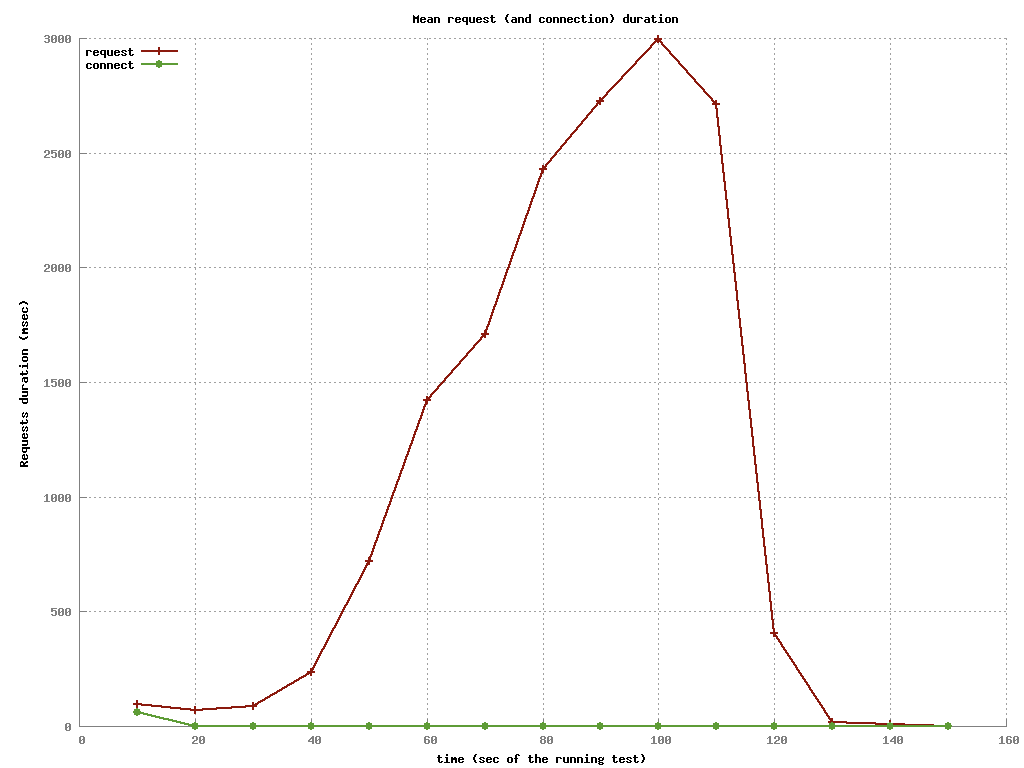 Mean request (and connection) duration
request
connect
3000
2500
2000
1500
1000
500
0
Requests duration (msec)
0 20 40 60 80 100 120 140 160
time (sec of the running test)